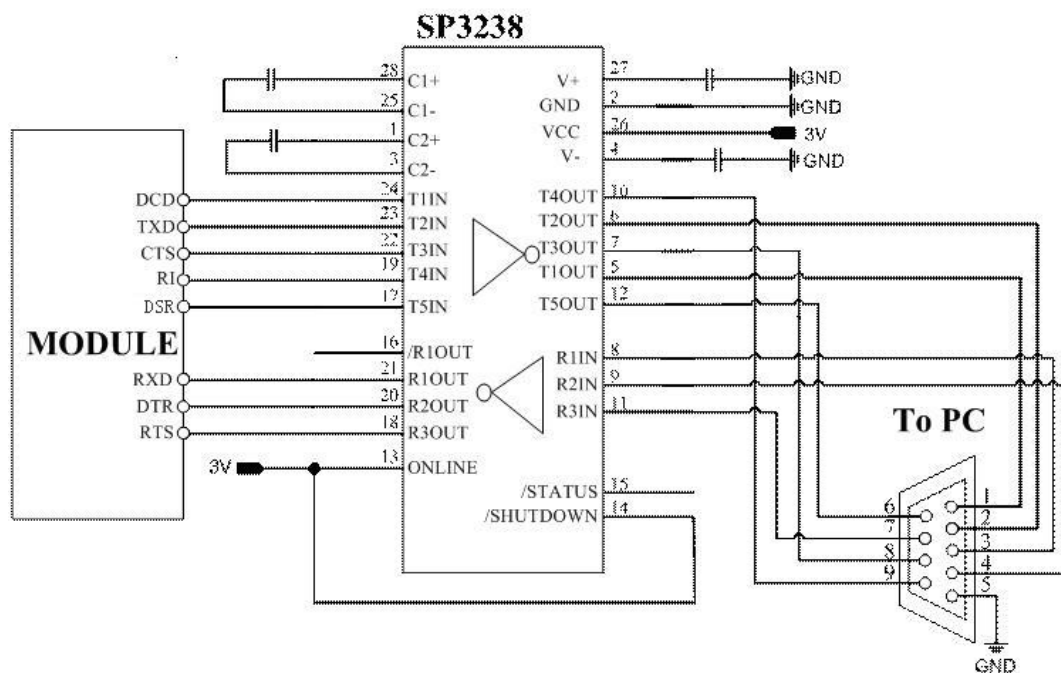 SP3238
28 C1+ V+ 27 GND
25 C1- GND 2 GND
1 C2+ VCC 26 3V
3 C2- V- 4 GND
DCD 24 T1IN T4OUT 10
TXD 23 T2IN T2OUT 6
CTS 22 T3IN T3OUT 7
RI 19 T4IN T1OUT 5
DSR 17 T5IN T5OUT 12
MODULE 16 /R1OUT R1IN 8
RXD 21 R1OUT R2IN 9
DTR 20 R2OUT R3IN 11
RTS 18 R3OUT
To PC
3V 13 ONLINE
/STATUS 15
/SHUTDOWN 14
6 1
7 2
8 3
9 4
5
GND